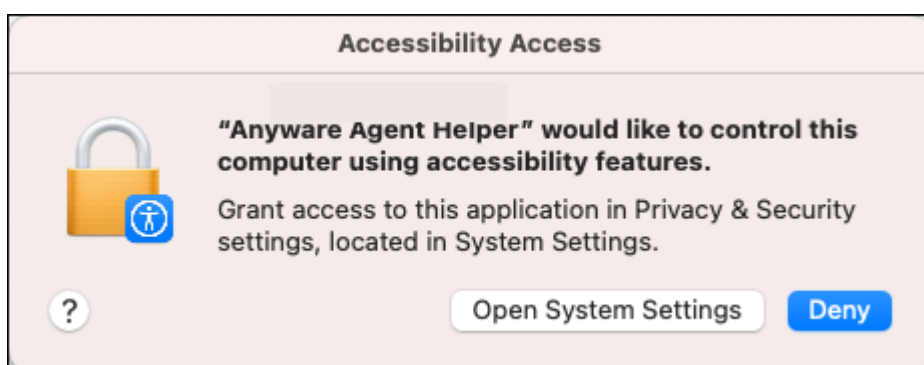 Accessibility Access
“Anyware Agent Helper” would like to control this
computer using accessibility features.
Grant access to this application in Privacy & Security
settings, located in System Settings.
?
Open System Settings
Deny